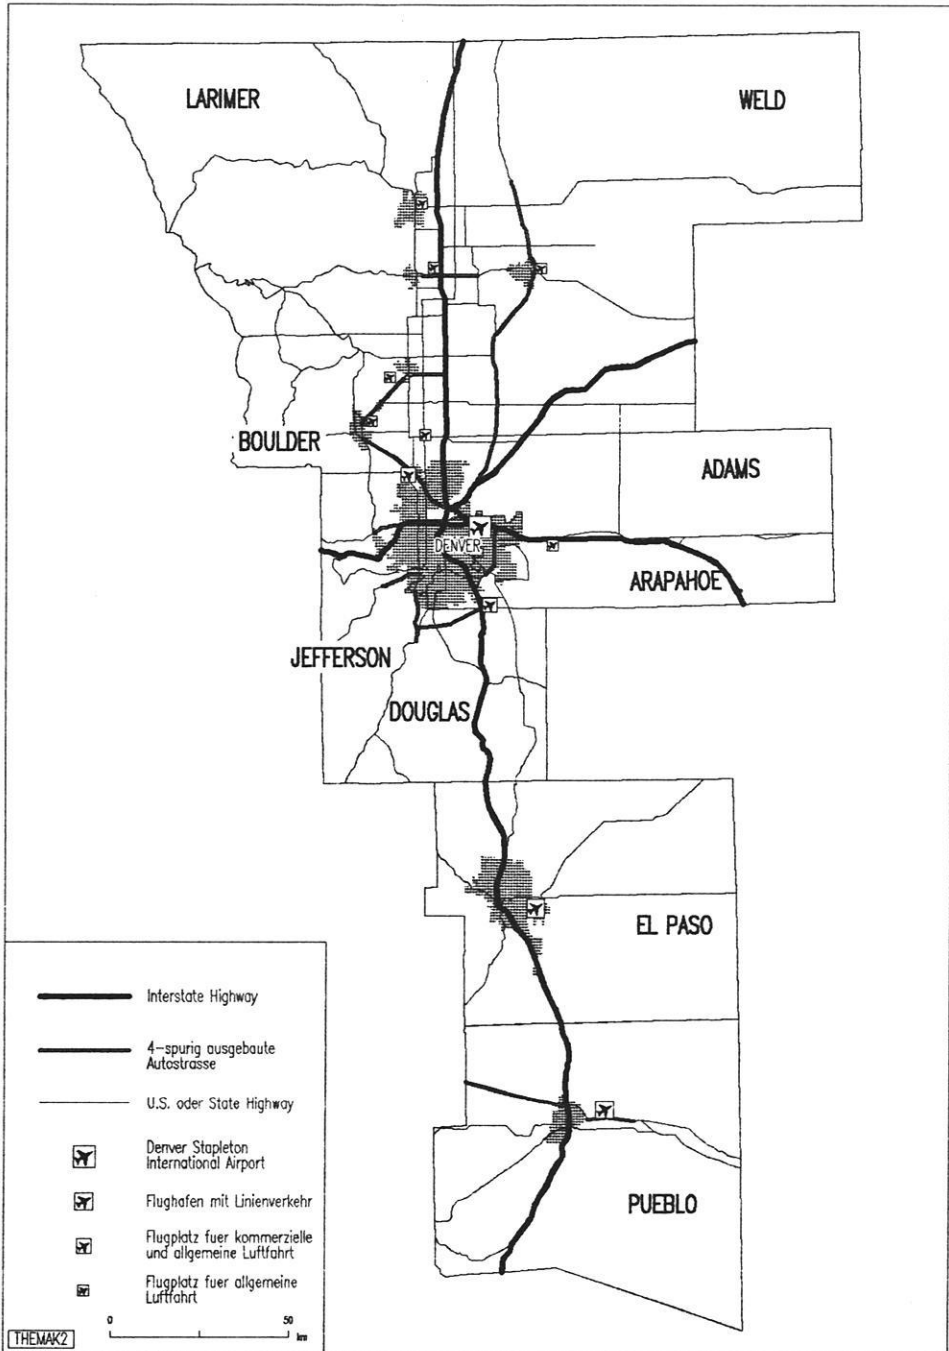 LARIMER
WELD
BOULDER
ADAMS
DENVER
ARAPAHOE
JEFFERSON
DOUGLAS
EL PASO
PUEBLO
Interstate Highway
4-spurig ausgebaute
Autostrasse
U.S. oder State Highway
Denver Stapleton
International Airport
Flughafen mit Linienverkehr
Flugplatz fuer kommerzielle
und allgemeine Luftfahrt
Flugplatz fuer allgemeine
Luftfahrt
0 50
km
THEMAK2